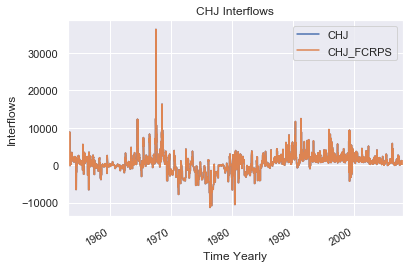 CHJ Interflows
CHJ
CHJ_FCRPS
30000
20000
10000
0
−10000
Interflows
1960
1970
1980
1990
2000
Time Yearly